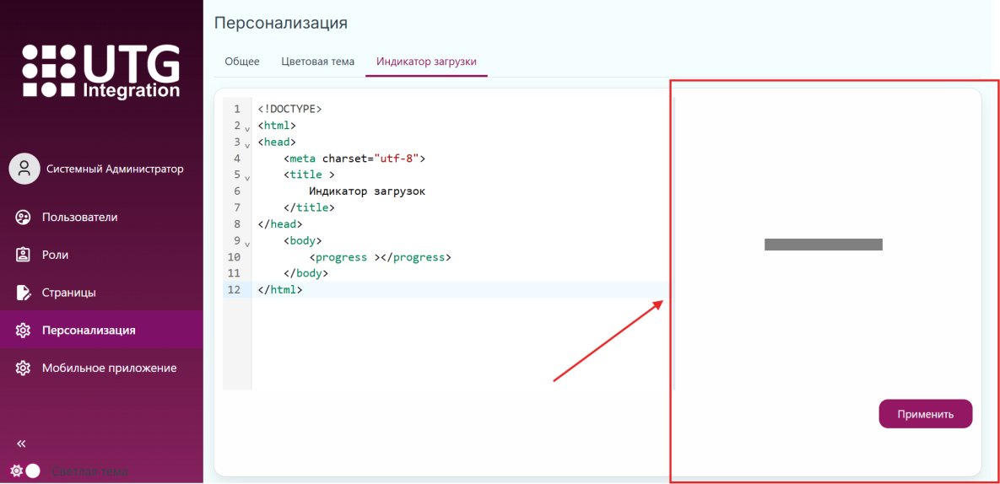 UTG
Integration
Системный Администратор
Пользователи
Роли
Страницы
Персонализация
Мобильное приложение
«
Светлая тема
Персонализация
Общее Цветовая тема Индикатор загрузки
1 <!DOCTYPE>
2 <html>
3 <head>
4 <meta charset="utf-8">
5 <title >
6 Индикатор загрузок
7 </title>
8 </head>
9 <body>
10 <progress ></progress>
11 </body>
12 </html>
Применить